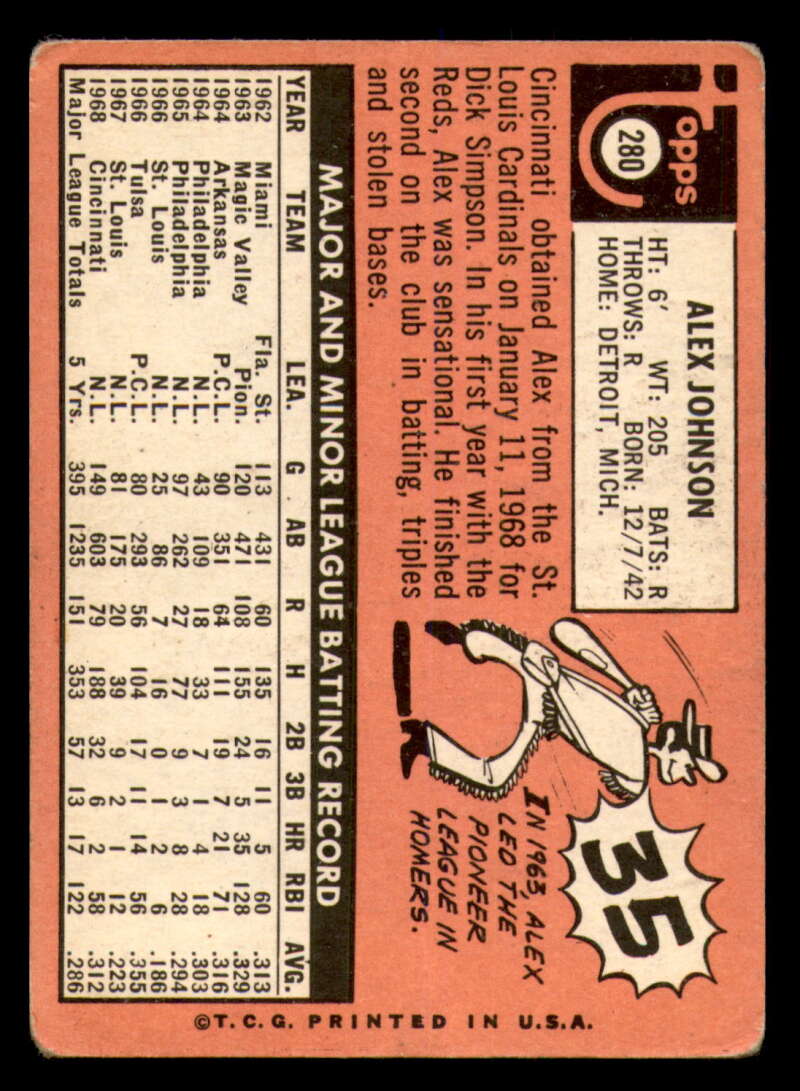 Topps
280
ALEX JOHNSON
HT: 6' WT: 205 BATS: R
THROWS: R BORN: 12/7/42
HOME: DETROIT, MICH.
Cincinnati obtained Alex from the St.
Louis Cardinals on January 11, 1968 for
Dick Simpson. In his first year with the
Reds, Alex was sensational. He finished
second on the club in batting, triples
and stolen bases.
35
IN 1963, ALEX
LED THE
PIONEER
LEAGUE IN
HOMERS.
MAJOR AND MINOR LEAGUE BATTING RECORD
YEAR TEAM LEA. G AB R H 2B 3B HR RBI AVG.
1962 Miami Fla. St. 113 431 60 135 16 11 5 60 .313
1963 Magic Valley Pion. 120 471 108 155 24 5 35 128 .329
1964 Arkansas P.C.L. 90 351 64 111 19 7 21 71 .316
1964 Philadelphia N.L. 43 109 18 33 7 1 4 18 .303
1965 Philadelphia N.L. 97 262 27 77 9 3 8 28 .294
1966 St. Louis N.L. 25 86 7 16 0 1 2 6 .186
1966 Tulsa P.C.L. 80 293 56 104 17 11 14 56 .355
1967 St. Louis N.L. 81 175 20 39 9 2 1 12 .223
1968 Cincinnati N.L. 149 603 79 188 32 6 2 58 .312
Major League Totals 5 Yrs. 395 1235 151 353 57 13 17 122 .286
©T.C.G. PRINTED IN U.S.A.